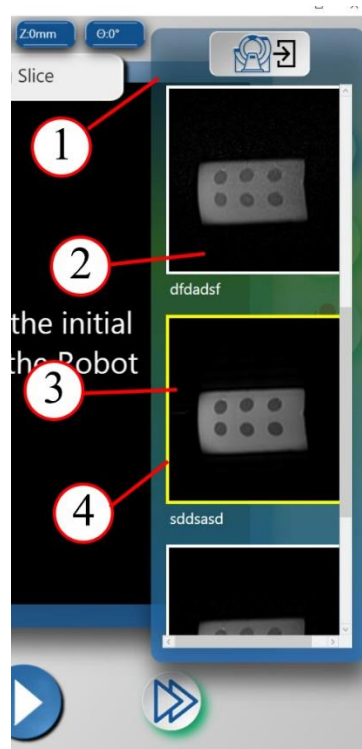 Z:0mm
Θ:0°
Slice
1
2
dfdadsf
the initial
the Robot
3
4
sddsasd